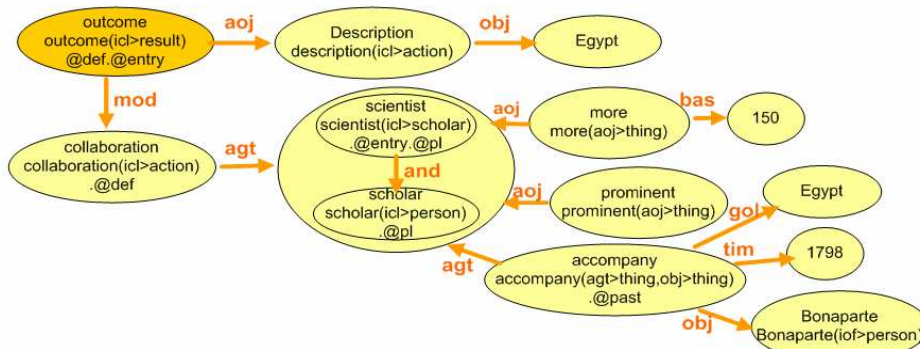 outcome
outcome(icl>result)
@def.@entry
aoj
Description
description(icl>action)
obj
Egypt
mod
collaboration
collaboration(icl>action)
.@def
agt
scientist
scientist(icl>scholar)
.@entry.@pl
and
scholar
scholar(icl>person)
.@pl
aoj
more
more(aoj>thing)
bas
150
aoj
prominent
prominent(aoj>thing)
agt
accompany
accompany(agt>thing,obj>thing)
.@past
gol
Egypt
tim
1798
obj
Bonaparte
Bonaparte(iof>person)